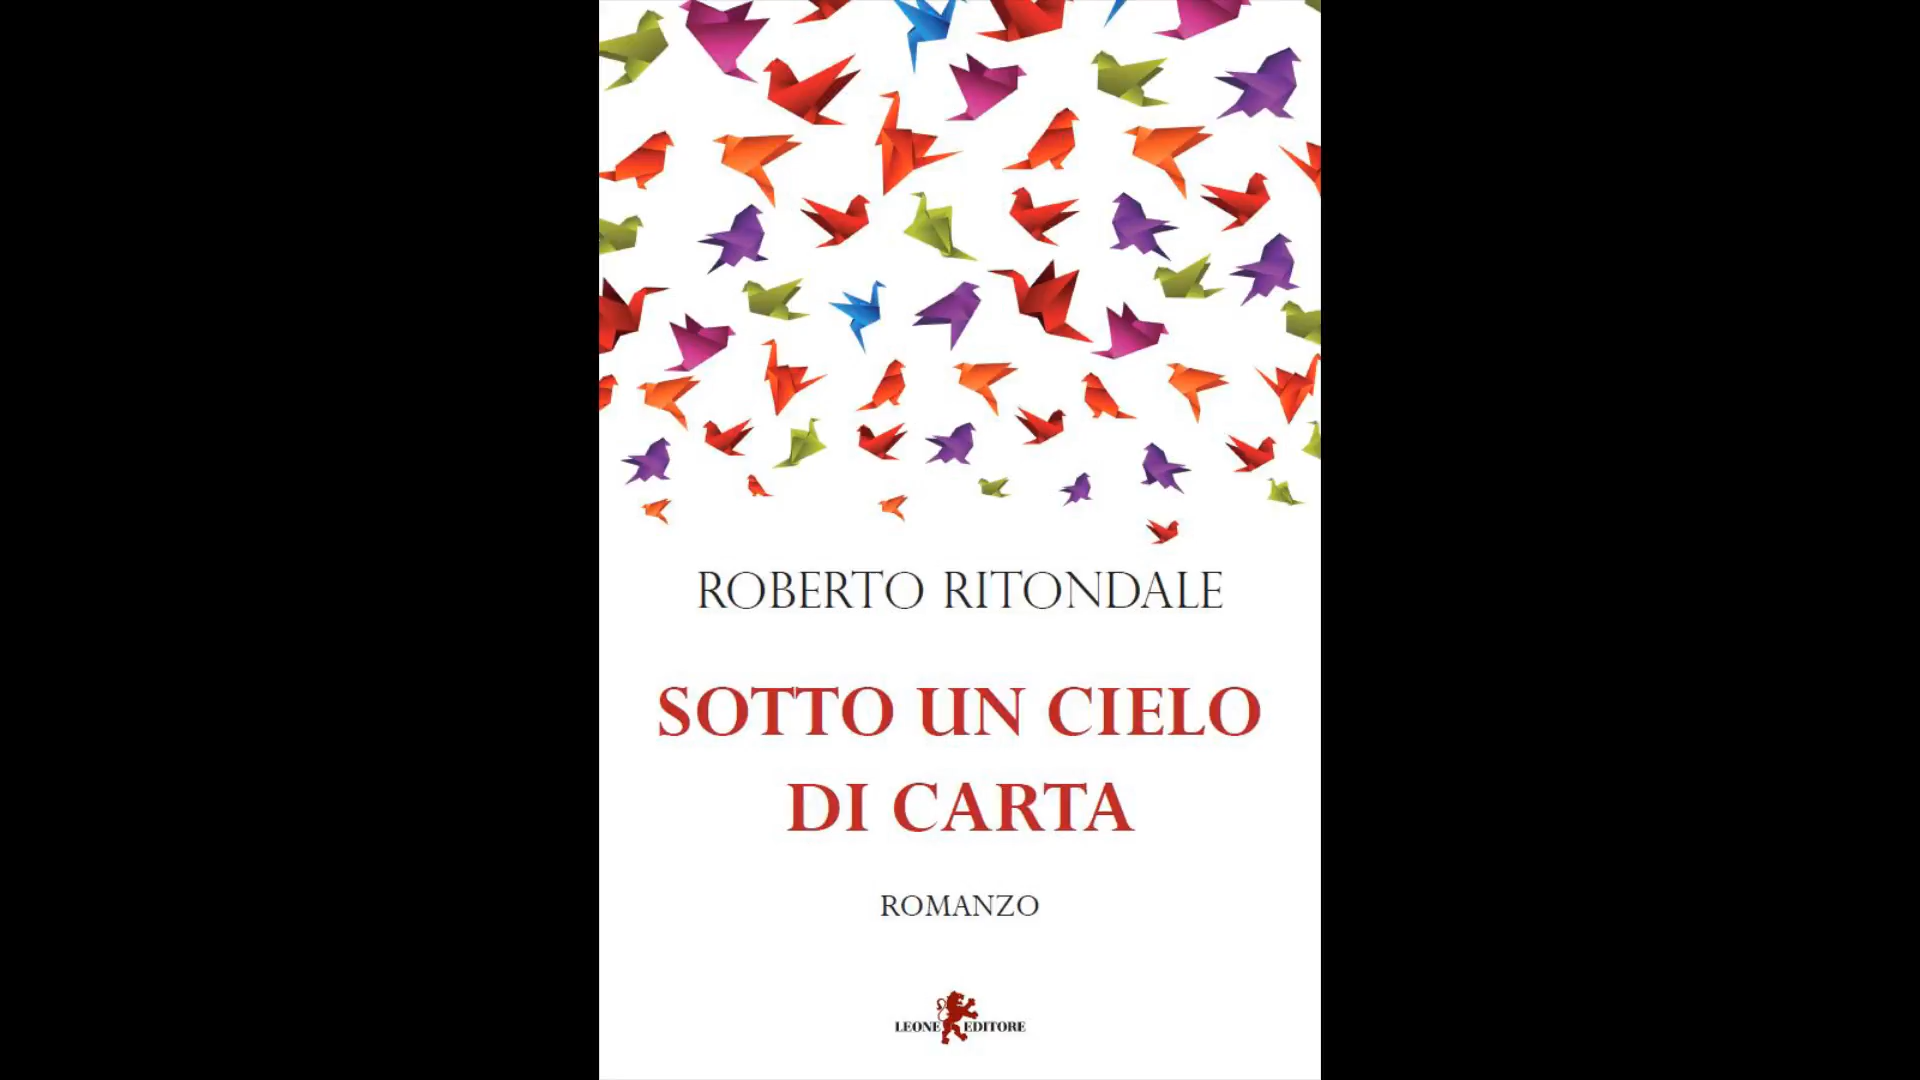 ROBERTO RITONDALE
SOTTO UN CIELO
DI CARTA
ROMANZO
LEONE EDITORE